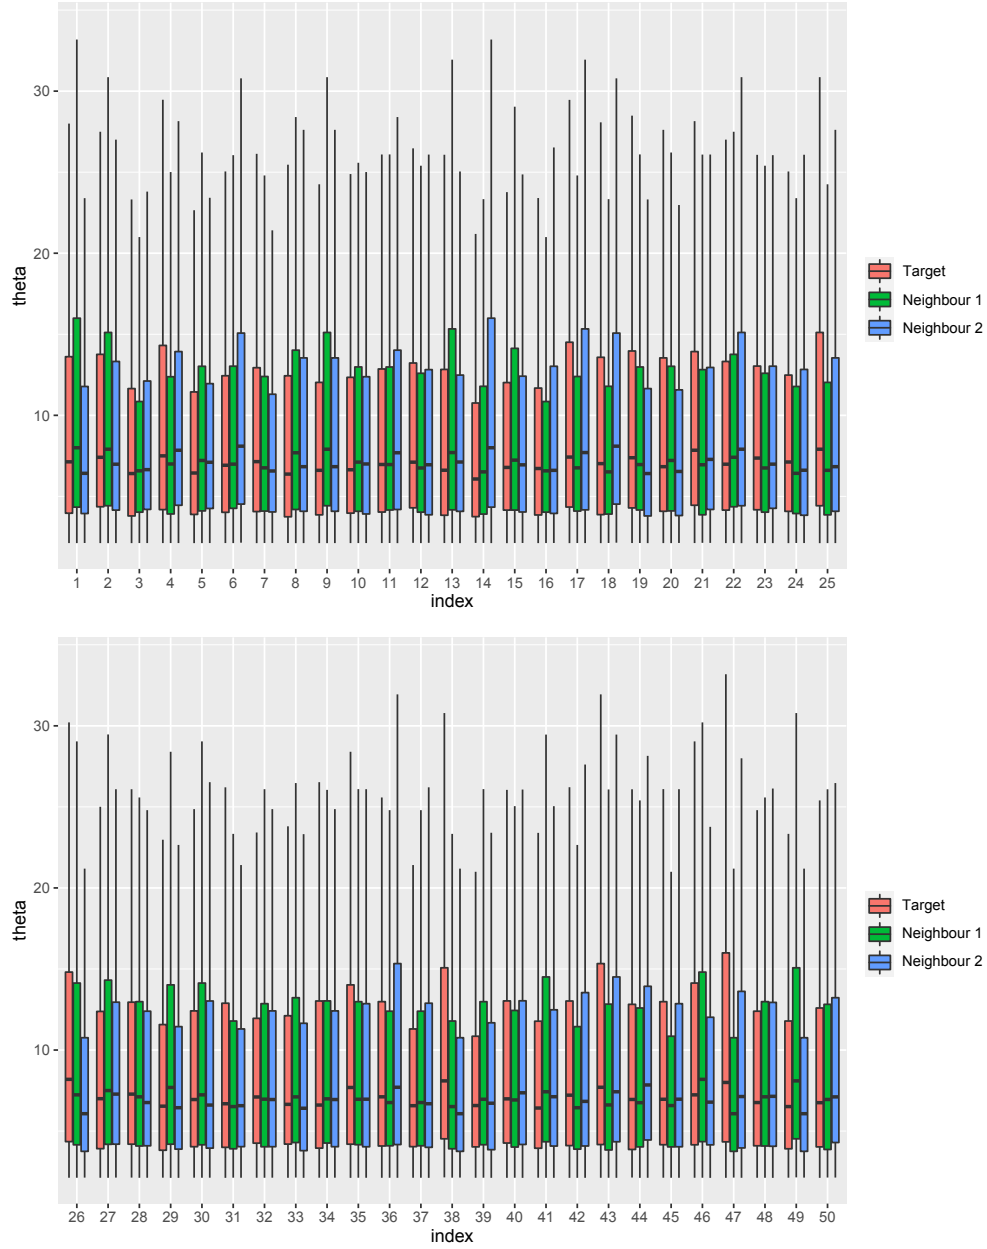 30
20
10
theta
1 2 3 4 5 6 7 8 9 10 11 12 13 14 15 16 17 18 19 20 21 22 23 24 25
index
Target
Neighbour 1
Neighbour 2
30
20
10
theta
26 27 28 29 30 31 32 33 34 35 36 37 38 39 40 41 42 43 44 45 46 47 48 49 50
index
Target
Neighbour 1
Neighbour 2